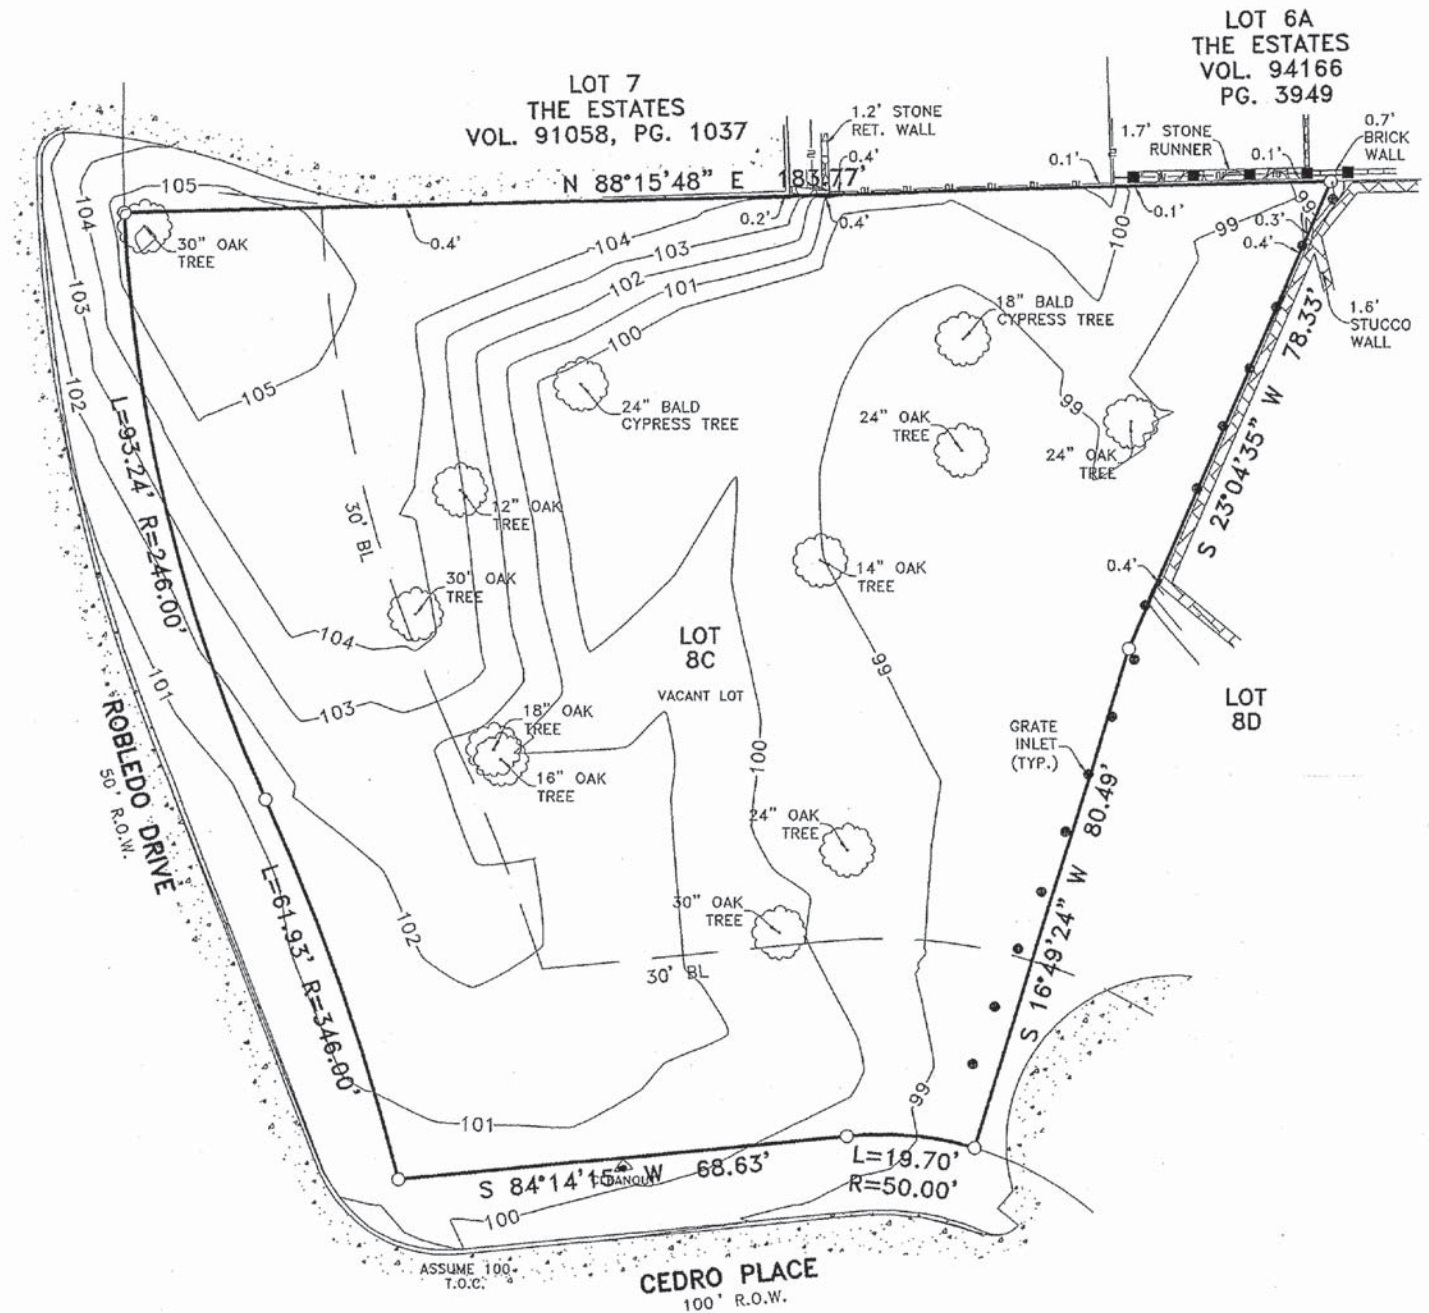 LOT 6A
THE ESTATES
VOL. 94166
PG. 3949
LOT 7
THE ESTATES
VOL. 91058, PG. 1037
1.2' STONE
RET. WALL
1.7' STONE
RUNNER
0.7'
BRICK
WALL
0.4'
0.1'
0.1'
N 88°15'48" E 183.77'
105
104
30" OAK
TREE
0.4'
104
0.2'
0.4'
103
102
101
100
100
0.1'
99
99
0.3'
0.4'
103
105
102
18" BALD
CYPRESS TREE
1.6'
STUCCO
WALL
S 23°04'35" W 78.33'
24" BALD
CYPRESS TREE
24" OAK
TREE
99
24" OAK
TREE
L=93.24' R=246.00'
30' BL
12" OAK
TREE
30' OAK
TREE
14" OAK
TREE
0.4'
104
LOT
8C
VACANT LOT
99
101
103
LOT
8D
18" OAK
TREE
16" OAK
TREE
100
GRATE
INLET
(TYP.)
ROBLEDO DRIVE
50' R.O.W.
S 16°49'24" W 80.49'
24" OAK
TREE
30" OAK
TREE
102
30' BL
L=61.93' R=346.00'
101
99
S 84°14'15" W 68.63'
L=19.70'
R=50.00'
100
ASSUME 100
T.O.C.
CEDRO PLACE
100' R.O.W.